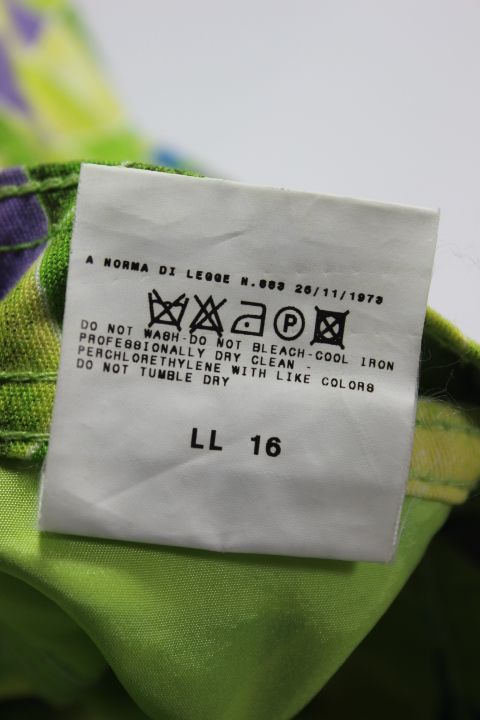 A NORMA DI LEGGE N.883 26/11/1973
P
DO NOT WASH-DO NOT BLEACH-COOL IRON
PROFESSIONALLY DRY CLEAN -
PERCHLORETHYLENE WITH LIKE COLORS
DO NOT TUMBLE DRY
LL 16